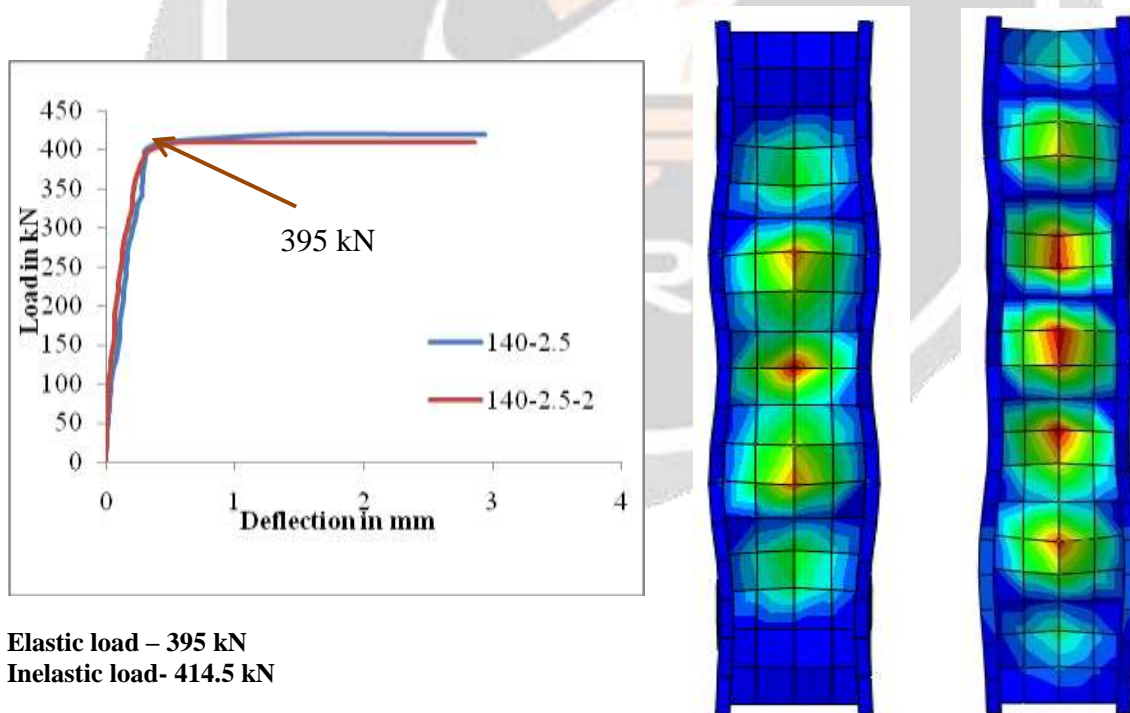 450
400
350
300
250
200
150
100
50
0
Load in kN
395 kN
140-2.5
140-2.5-2
0 1 2 3 4
Deflection in mm
Elastic load – 395 kN
Inelastic load- 414.5 kN